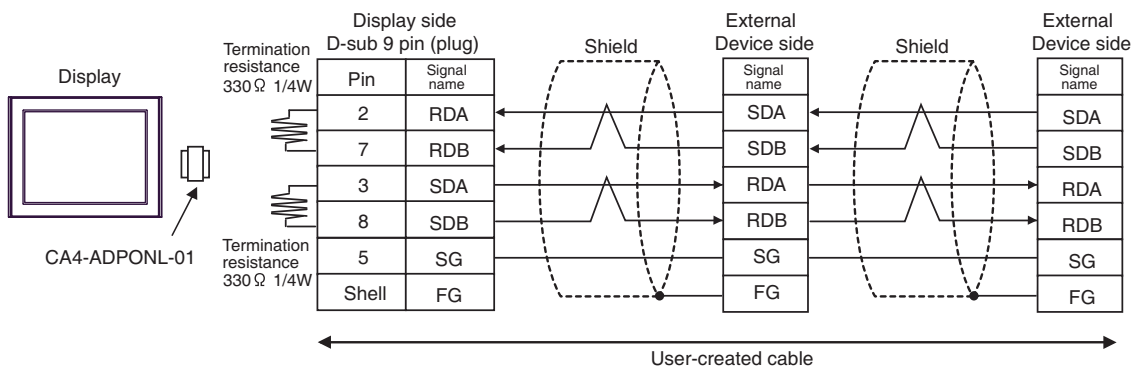 Display side
D-sub 9 pin (plug)
External
Device side
External
Device side
Termination
resistance
330Ω 1/4W
Shield
Shield
Display
Pin
Signal
name
Signal
name
Signal
name
2 RDA SDA SDA
7 RDB SDB SDB
3 SDA RDA RDA
8 SDB RDB RDB
Termination
resistance
330Ω 1/4W
5 SG SG SG
CA4-ADPONL-01
Shell FG FG FG
User-created cable